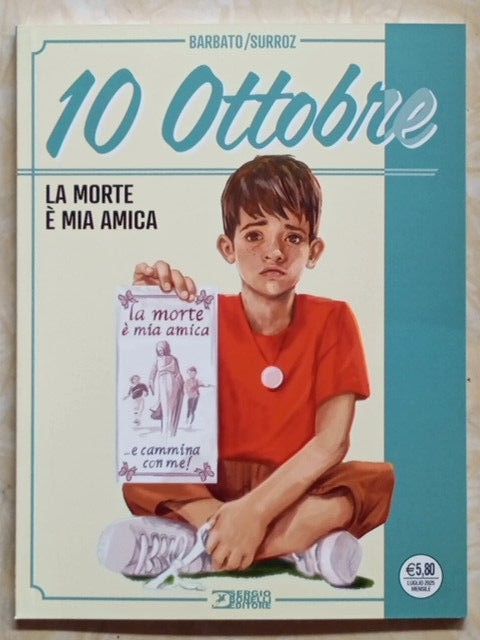 BARBATO/SURROZ
10 Ottobre
LA MORTE
È MIA AMICA
la morte
è mia amica
...e cammina
con me!
€5,80
LUGLIO 2025
MENSILE
SERGIO
BONELLI
EDITORE